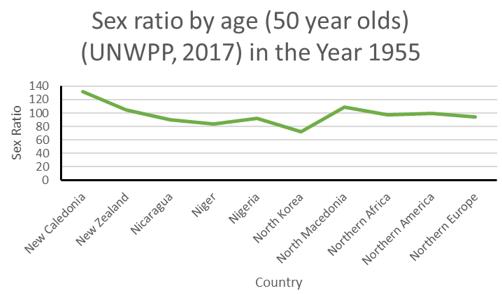 Sex ratio by age (50 year olds)
(UNWPP, 2017) in the Year 1955
140
120
100
80
60
40
20
0
Sex Ratio
New Caledonia
New Zealand
Nicaragua
Niger
Nigeria
North Korea
North Macedonia
Northern Africa
Northern America
Northern Europe
Country